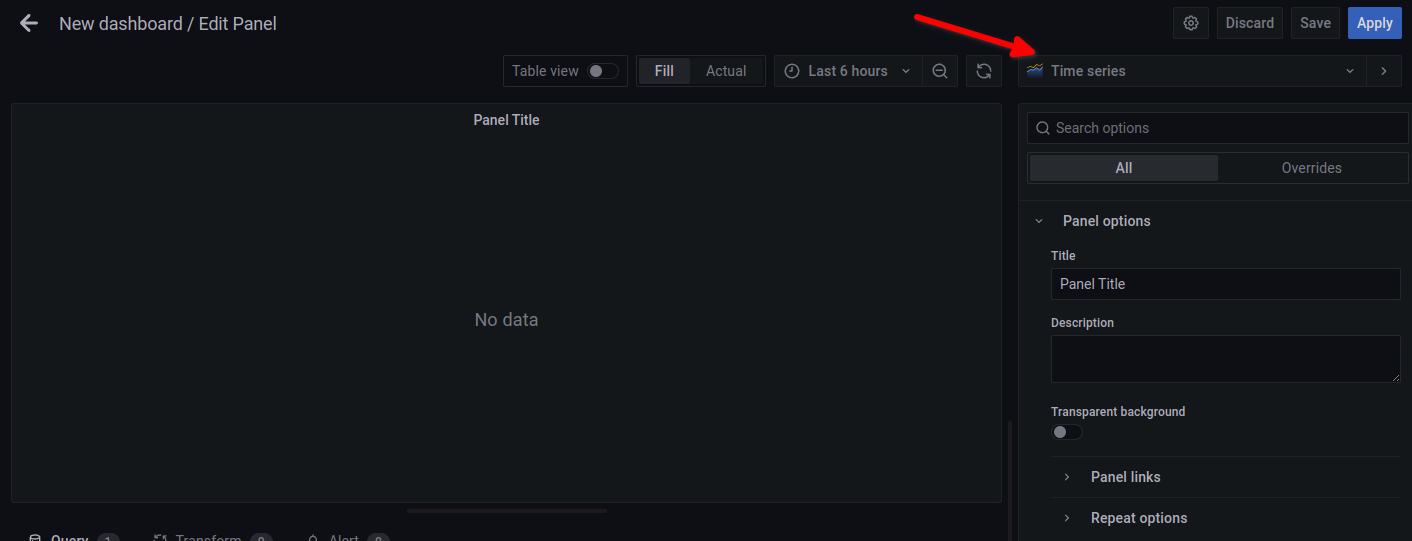 New dashboard / Edit Panel
Discard
Save
Apply
Table view
Fill
Actual
Last 6 hours
Time series
Panel Title
No data
Search options
All
Overrides
Panel options
Title
Panel Title
Description
Transparent background
Panel links
Repeat options
Query 1
Transform 0
Alert 0